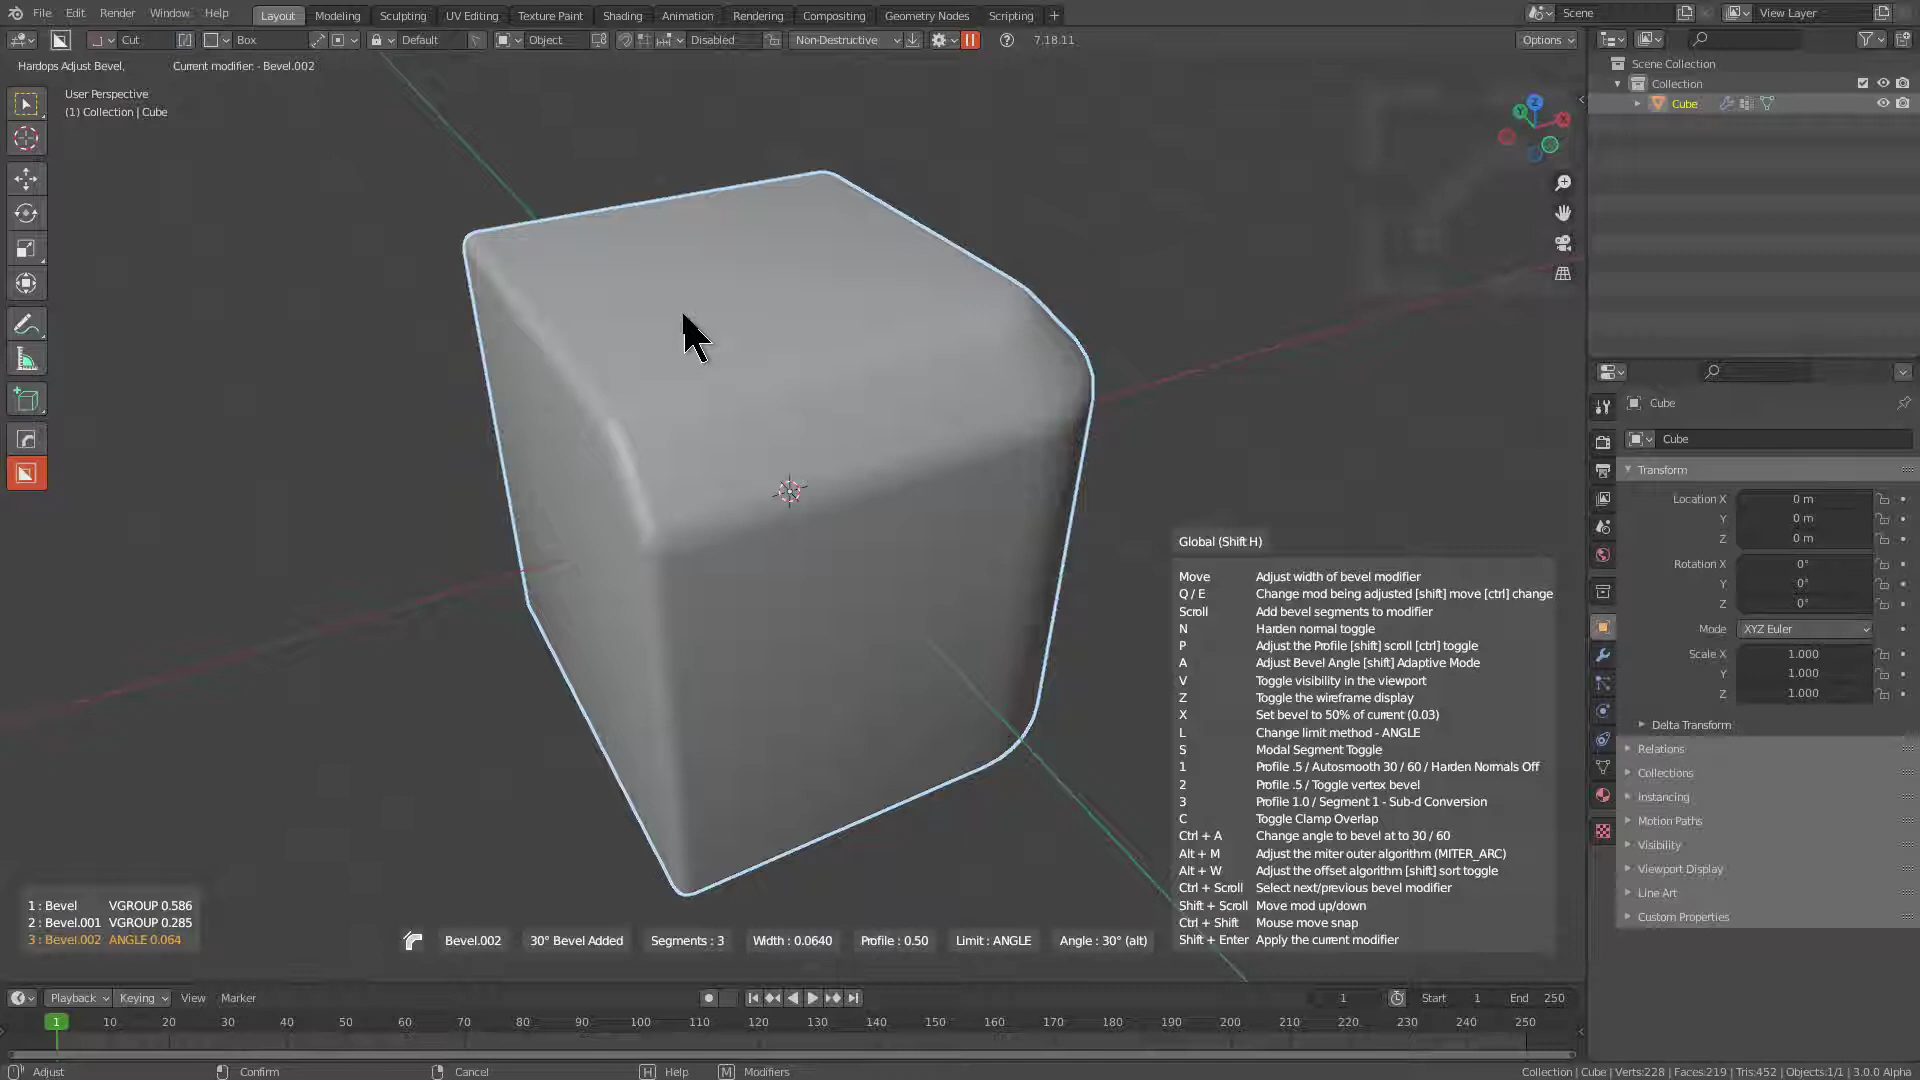 File Edit Render Window Help Layout Modeling Sculpting UV Editing Texture Paint Shading Animation Rendering Compositing Geometry Nodes Scripting + Scene View Layer
Cut Box Default Object Disabled Non-Destructive 7.18.11 Options
Hardops Adjust Bevel, Current modifier: - Bevel.002
User Perspective
(1) Collection | Cube
Z
Y
X
Scene Collection
Collection
Cube
Cube
Cube
Transform
Location X 0 m
Y 0 m
Z 0 m
Rotation X 0°
Y 0°
Z 0°
Mode XYZ Euler
Scale X 1.000
Y 1.000
Z 1.000
Delta Transform
Relations
Collections
Instancing
Motion Paths
Visibility
Viewport Display
Line Art
Custom Properties
Global (Shift H)
Move Adjust width of bevel modifier
Q / E Change mod being adjusted [shift] move [ctrl] change
Scroll Add bevel segments to modifier
N Harden normal toggle
P Adjust the Profile [shift] scroll [ctrl] toggle
A Adjust Bevel Angle [shift] Adaptive Mode
V Toggle visibility in the viewport
Z Toggle the wireframe display
X Set bevel to 50% of current (0.03)
L Change limit method - ANGLE
S Modal Segment Toggle
1 Profile .5 / Autosmooth 30 / 60 / Harden Normals Off
2 Profile .5 / Toggle vertex bevel
3 Profile 1.0 / Segment 1 - Sub-d Conversion
C Toggle Clamp Overlap
Ctrl + A Change angle to bevel at to 30 / 60
Alt + M Adjust the miter outer algorithm (MITER_ARC)
Alt + W Adjust the offset algorithm [shift] sort toggle
Ctrl + Scroll Select next/previous bevel modifier
Shift + Scroll Move mod up/down
Ctrl + Shift Mouse move snap
Shift + Enter Apply the current modifier
1 : Bevel VGROUP 0.586
2 : Bevel.001 VGROUP 0.285
3 : Bevel.002 ANGLE 0.064
Bevel.002 30° Bevel Added Segments : 3 Width : 0.0640 Profile : 0.50 Limit : ANGLE Angle : 30° (alt)
Playback Keying View Marker 1 Start 1 End 250
1 10 20 30 40 50 60 70 80 90 100 110 120 130 140 150 160 170 180 190 200 210 220 230 240 250
Adjust Confirm Cancel H Help M Modifiers Collection | Cube | Verts:228 | Faces:219 | Tris:452 | Objects:1/1 | 3.0.0 Alpha